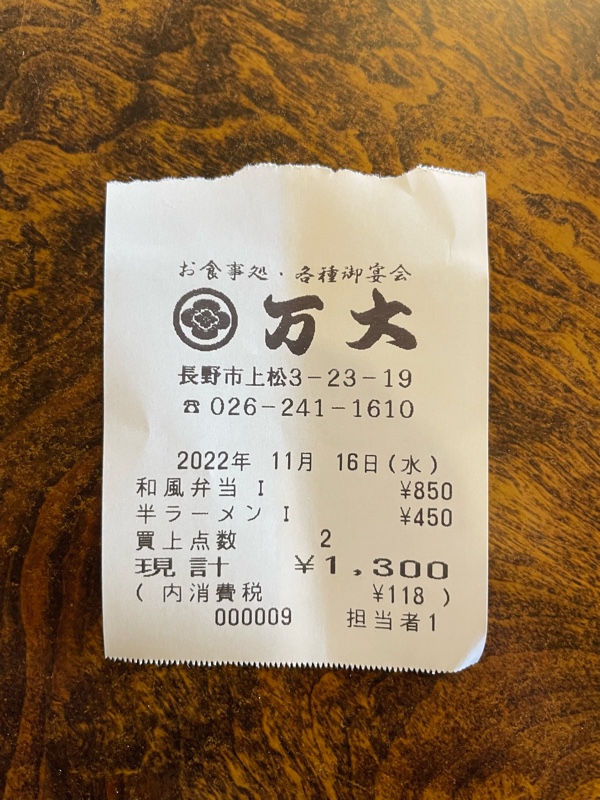 お食事処・各種御宴会
万大
長野市上松3-23-19
☎026-241-1610
2022年 11月 16日(水)
和風弁当 I ¥850
半ラーメン I ¥450
買上点数 2
現計 ¥1,300
( 内消費税 ¥118 )
000009 担当者1